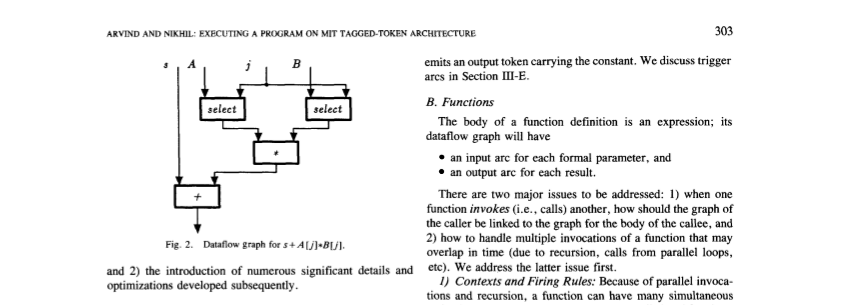 ARVIND AND NIKHIL: EXECUTING A PROGRAM ON MIT TAGGED-TOKEN ARCHITECTURE
303
s A j B
select select
*
+
Fig. 2. Dataflow graph for s+A[j]*B[j].
and 2) the introduction of numerous significant details and
optimizations developed subsequently.
emits an output token carrying the constant. We discuss trigger
arcs in Section III-E.
B. Functions
The body of a function definition is an expression; its
dataflow graph will have
• an input arc for each formal parameter, and
• an output arc for each result.
There are two major issues to be addressed: 1) when one
function invokes (i.e., calls) another, how should the graph of
the caller be linked to the graph for the body of the callee, and
2) how to handle multiple invocations of a function that may
overlap in time (due to recursion, calls from parallel loops,
etc). We address the latter issue first.
1) Contexts and Firing Rules: Because of parallel invoca-
tions and recursion, a function can have many simultaneous